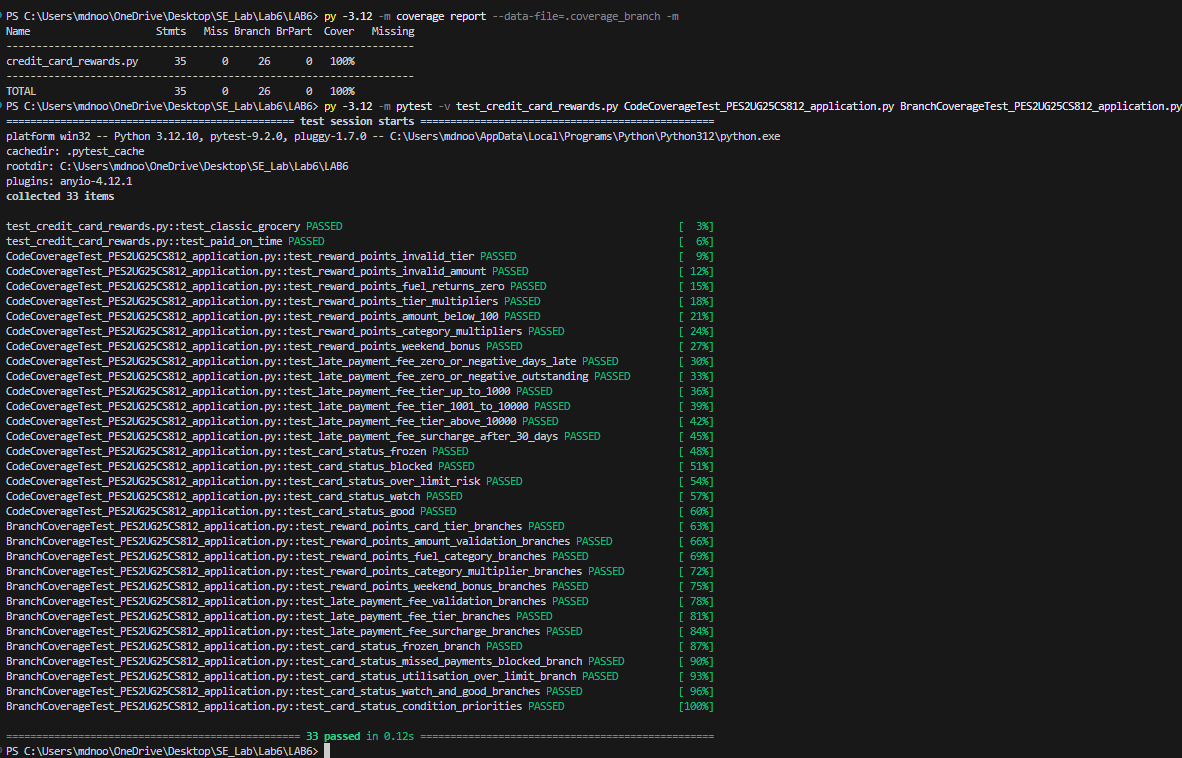 PS C:\Users\mdnoo\OneDrive\Desktop\SE_Lab\Lab6\LAB6> py -3.12 -m coverage report --data-file=.coverage_branch -m
Name                      Stmts   Miss Branch BrPart  Cover   Missing
---------------------------------------------------------------------
credit_card_rewards.py       35      0     26      0   100%
---------------------------------------------------------------------
TOTAL                        35      0     26      0   100%
PS C:\Users\mdnoo\OneDrive\Desktop\SE_Lab\Lab6\LAB6> py -3.12 -m pytest -v test_credit_card_rewards.py CodeCoverageTest_PES2UG25CS812_application.py BranchCoverageTest_PES2UG25CS812_application.py
================================================ test session starts =================================================
platform win32 -- Python 3.12.10, pytest-9.2.0, pluggy-1.7.0 -- C:\Users\mdnoo\AppData\Local\Programs\Python\Python312\python.exe
cachedir: .pytest_cache
rootdir: C:\Users\mdnoo\OneDrive\Desktop\SE_Lab\Lab6\LAB6
plugins: anyio-4.12.1
collected 33 items
test_credit_card_rewards.py::test_classic_grocery PASSED [  3%]
test_credit_card_rewards.py::test_paid_on_time PASSED [  6%]
CodeCoverageTest_PES2UG25CS812_application.py::test_reward_points_invalid_tier PASSED [  9%]
CodeCoverageTest_PES2UG25CS812_application.py::test_reward_points_invalid_amount PASSED [ 12%]
CodeCoverageTest_PES2UG25CS812_application.py::test_reward_points_fuel_returns_zero PASSED [ 15%]
CodeCoverageTest_PES2UG25CS812_application.py::test_reward_points_tier_multipliers PASSED [ 18%]
CodeCoverageTest_PES2UG25CS812_application.py::test_reward_points_amount_below_100 PASSED [ 21%]
CodeCoverageTest_PES2UG25CS812_application.py::test_reward_points_category_multipliers PASSED [ 24%]
CodeCoverageTest_PES2UG25CS812_application.py::test_reward_points_weekend_bonus PASSED [ 27%]
CodeCoverageTest_PES2UG25CS812_application.py::test_late_payment_fee_zero_or_negative_days_late PASSED [ 30%]
CodeCoverageTest_PES2UG25CS812_application.py::test_late_payment_fee_zero_or_negative_outstanding PASSED [ 33%]
CodeCoverageTest_PES2UG25CS812_application.py::test_late_payment_fee_tier_up_to_1000 PASSED [ 36%]
CodeCoverageTest_PES2UG25CS812_application.py::test_late_payment_fee_tier_1001_to_10000 PASSED [ 39%]
CodeCoverageTest_PES2UG25CS812_application.py::test_late_payment_fee_tier_above_10000 PASSED [ 42%]
CodeCoverageTest_PES2UG25CS812_application.py::test_late_payment_fee_surcharge_after_30_days PASSED [ 45%]
CodeCoverageTest_PES2UG25CS812_application.py::test_card_status_frozen PASSED [ 48%]
CodeCoverageTest_PES2UG25CS812_application.py::test_card_status_blocked PASSED [ 51%]
CodeCoverageTest_PES2UG25CS812_application.py::test_card_status_over_limit_risk PASSED [ 54%]
CodeCoverageTest_PES2UG25CS812_application.py::test_card_status_watch PASSED [ 57%]
CodeCoverageTest_PES2UG25CS812_application.py::test_card_status_good PASSED [ 60%]
BranchCoverageTest_PES2UG25CS812_application.py::test_reward_points_card_tier_branches PASSED [ 63%]
BranchCoverageTest_PES2UG25CS812_application.py::test_reward_points_amount_validation_branches PASSED [ 66%]
BranchCoverageTest_PES2UG25CS812_application.py::test_reward_points_fuel_category_branches PASSED [ 69%]
BranchCoverageTest_PES2UG25CS812_application.py::test_reward_points_category_multiplier_branches PASSED [ 72%]
BranchCoverageTest_PES2UG25CS812_application.py::test_reward_points_weekend_bonus_branches PASSED [ 75%]
BranchCoverageTest_PES2UG25CS812_application.py::test_late_payment_fee_validation_branches PASSED [ 78%]
BranchCoverageTest_PES2UG25CS812_application.py::test_late_payment_fee_tier_branches PASSED [ 81%]
BranchCoverageTest_PES2UG25CS812_application.py::test_late_payment_fee_surcharge_branches PASSED [ 84%]
BranchCoverageTest_PES2UG25CS812_application.py::test_card_status_frozen_branch PASSED [ 87%]
BranchCoverageTest_PES2UG25CS812_application.py::test_card_status_missed_payments_blocked_branch PASSED [ 90%]
BranchCoverageTest_PES2UG25CS812_application.py::test_card_status_utilisation_over_limit_branch PASSED [ 93%]
BranchCoverageTest_PES2UG25CS812_application.py::test_card_status_watch_and_good_branches PASSED [ 96%]
BranchCoverageTest_PES2UG25CS812_application.py::test_card_status_condition_priorities PASSED [100%]
================================================= 33 passed in 0.12s =================================================
PS C:\Users\mdnoo\OneDrive\Desktop\SE_Lab\Lab6\LAB6>